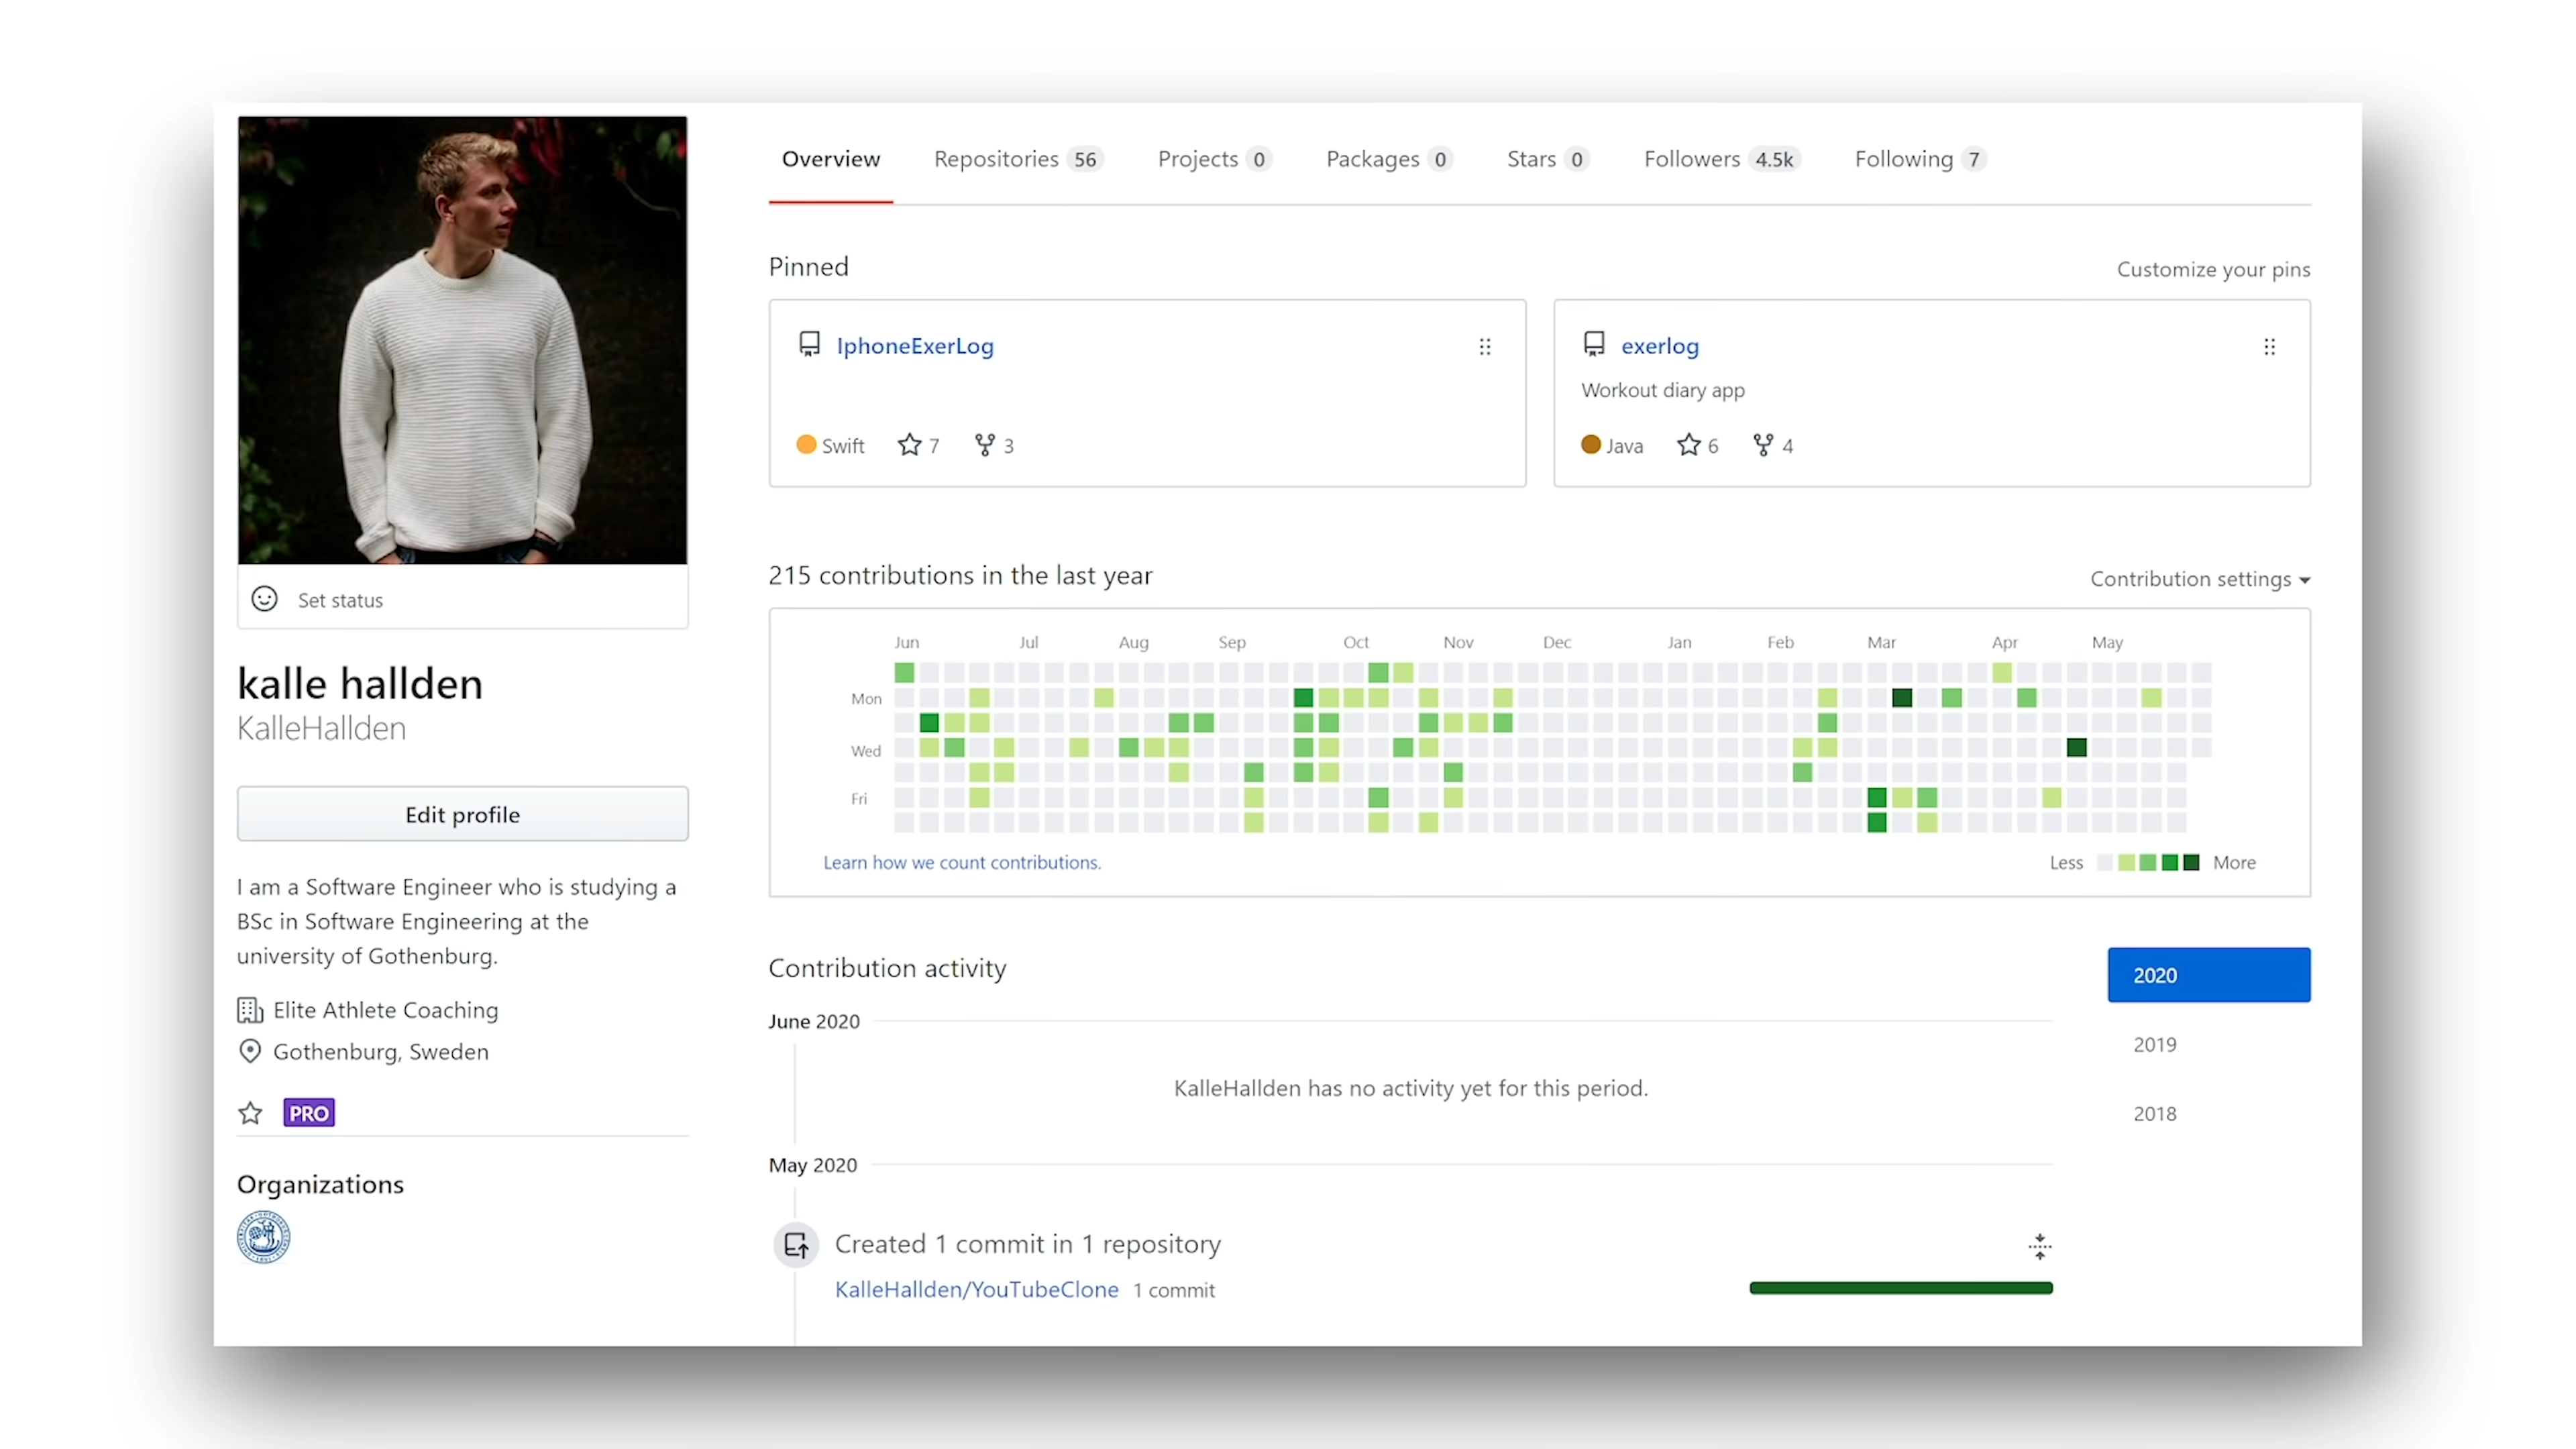 Overview Repositories 56 Projects 0 Packages 0 Stars 0 Followers 4.5k Following 7
Set status
kalle hallden
KalleHallden
Edit profile
I am a Software Engineer who is studying a
BSc in Software Engineering at the
university of Gothenburg.
Elite Athlete Coaching
Gothenburg, Sweden
PRO
Organizations
Pinned Customize your pins
IphoneExerLog
Swift 7 3
exerlog
Workout diary app
Java 6 4
215 contributions in the last year Contribution settings
Jun Jul Aug Sep Oct Nov Dec Jan Feb Mar Apr May
Mon
Wed
Fri
Learn how we count contributions. Less More
Contribution activity
2020
2019
2018
June 2020
KalleHallden has no activity yet for this period.
May 2020
Created 1 commit in 1 repository
KalleHallden/YouTubeClone 1 commit